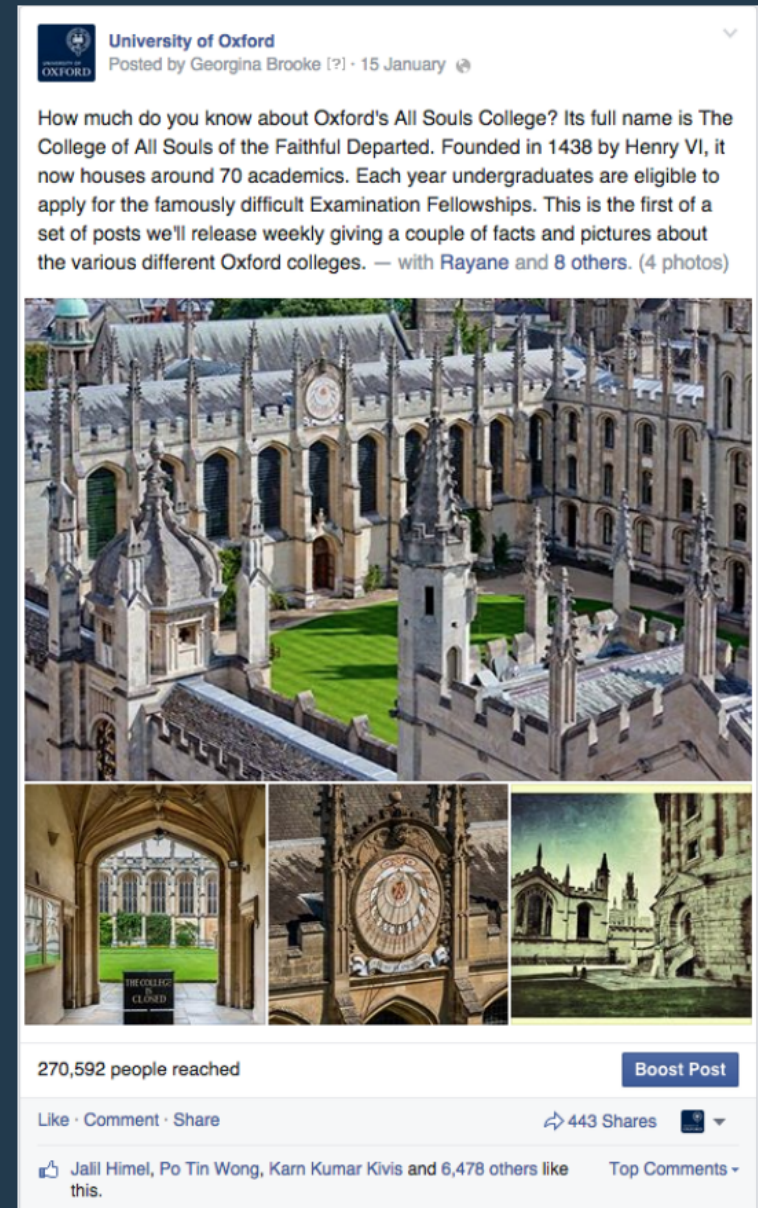 UNIVERSITY OF
OXFORD
University of Oxford
Posted by Georgina Brooke [?] · 15 January
How much do you know about Oxford's All Souls College? Its full name is The
College of All Souls of the Faithful Departed. Founded in 1438 by Henry VI, it
now houses around 70 academics. Each year undergraduates are eligible to
apply for the famously difficult Examination Fellowships. This is the first of a
set of posts we'll release weekly giving a couple of facts and pictures about
the various different Oxford colleges. — with Rayane and 8 others. (4 photos)
THE COLLEGE
IS
CLOSED
270,592 people reached
Boost Post
Like · Comment · Share
443 Shares
Jalil Himel, Po Tin Wong, Karn Kumar Kivis and 6,478 others like
this.
Top Comments